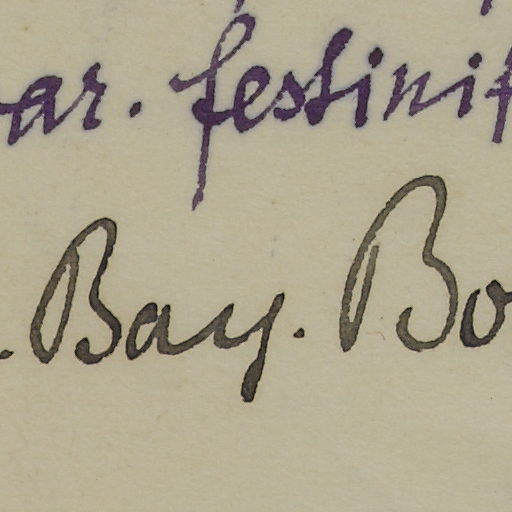 ar. festinif
. Bay. Bo